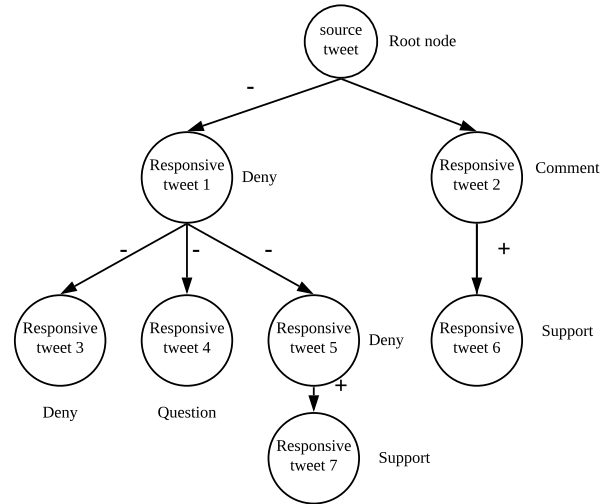 source
tweet
Root node
-
Responsive
tweet 1
Deny
Responsive
tweet 2
Comment
-
-
-
+
Responsive
tweet 3
Responsive
tweet 4
Responsive
tweet 5
Deny
Responsive
tweet 6
Support
Deny
Question
+
Responsive
tweet 7
Support